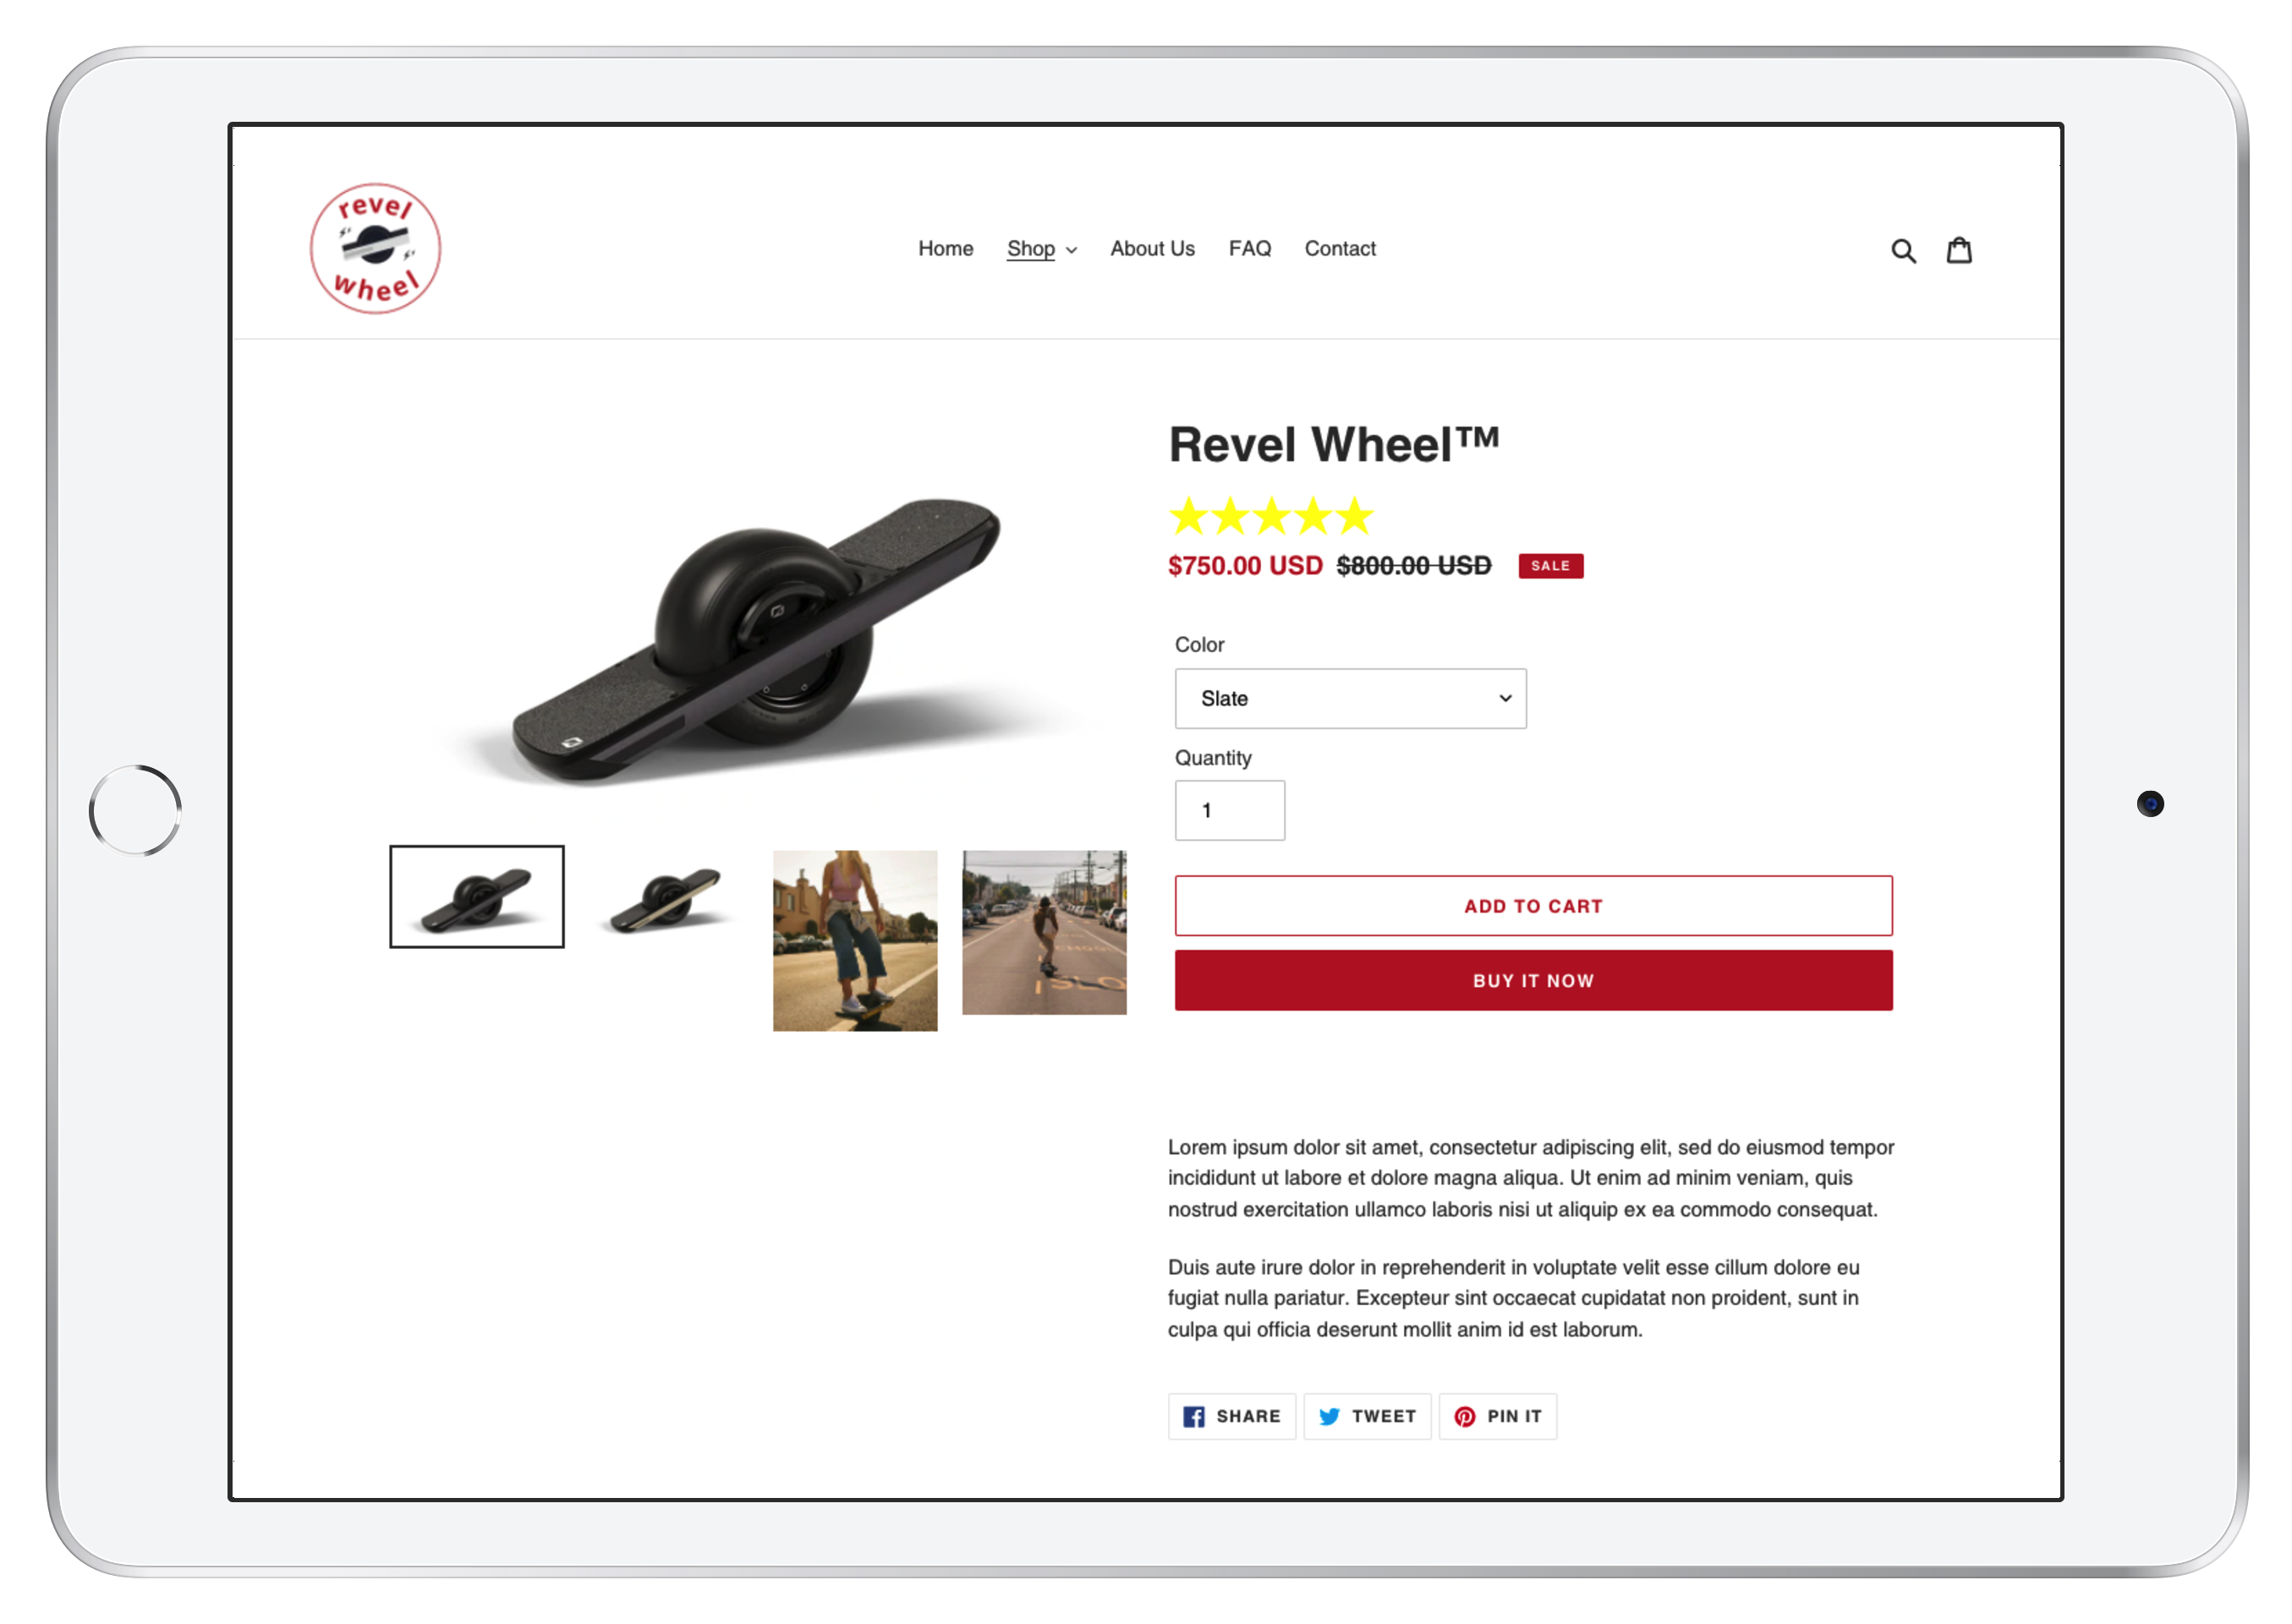 revel
wheel
Home Shop About Us FAQ Contact
Revel Wheel™
$750.00 USD $800.00 USD SALE
Color
Slate
Quantity
1
ADD TO CART
BUY IT NOW
Lorem ipsum dolor sit amet, consectetur adipiscing elit, sed do eiusmod tempor
incididunt ut labore et dolore magna aliqua. Ut enim ad minim veniam, quis
nostrud exercitation ullamco laboris nisi ut aliquip ex ea commodo consequat.
Duis aute irure dolor in reprehenderit in voluptate velit esse cillum dolore eu
fugiat nulla pariatur. Excepteur sint occaecat cupidatat non proident, sunt in
culpa qui officia deserunt mollit anim id est laborum.
SHARE TWEET PIN IT